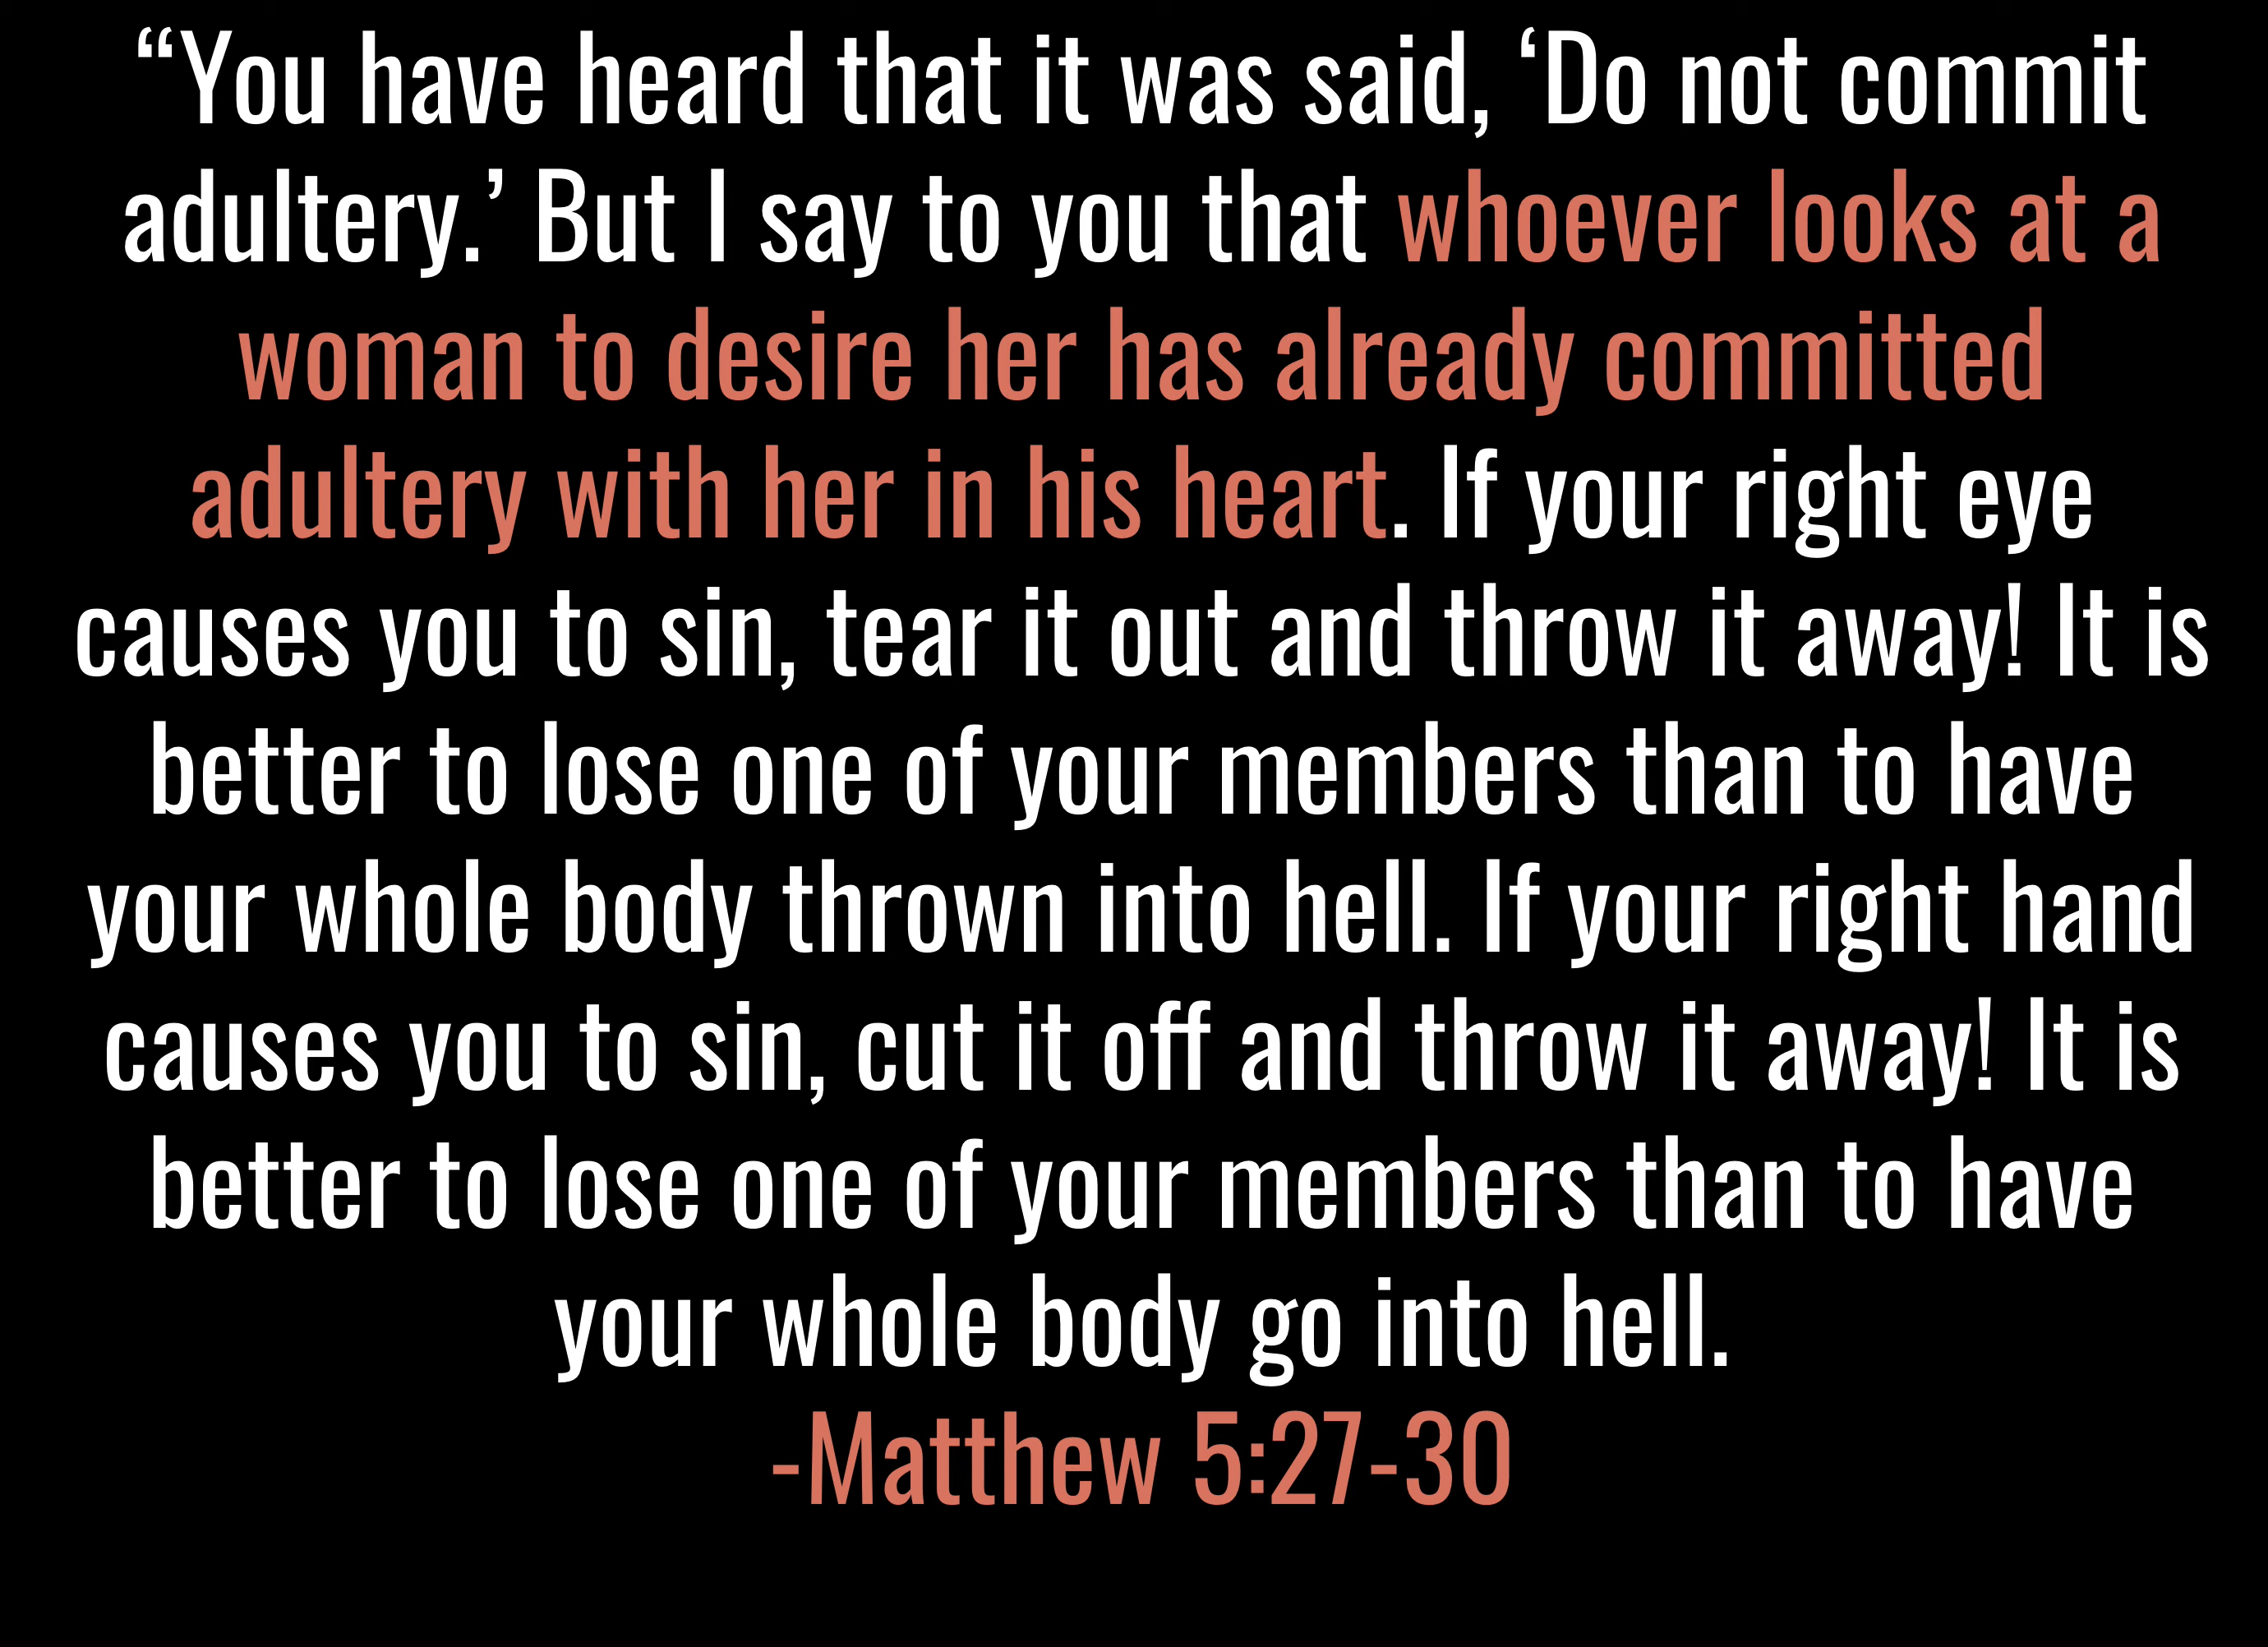 “You have heard that it was said, ‘Do not commit
adultery.’ But I say to you that whoever looks at a
woman to desire her has already committed
adultery with her in his heart. If your right eye
causes you to sin, tear it out and throw it away! It is
better to lose one of your members than to have
your whole body thrown into hell. If your right hand
causes you to sin, cut it off and throw it away! It is
better to lose one of your members than to have
your whole body go into hell.
-Matthew 5:27-30